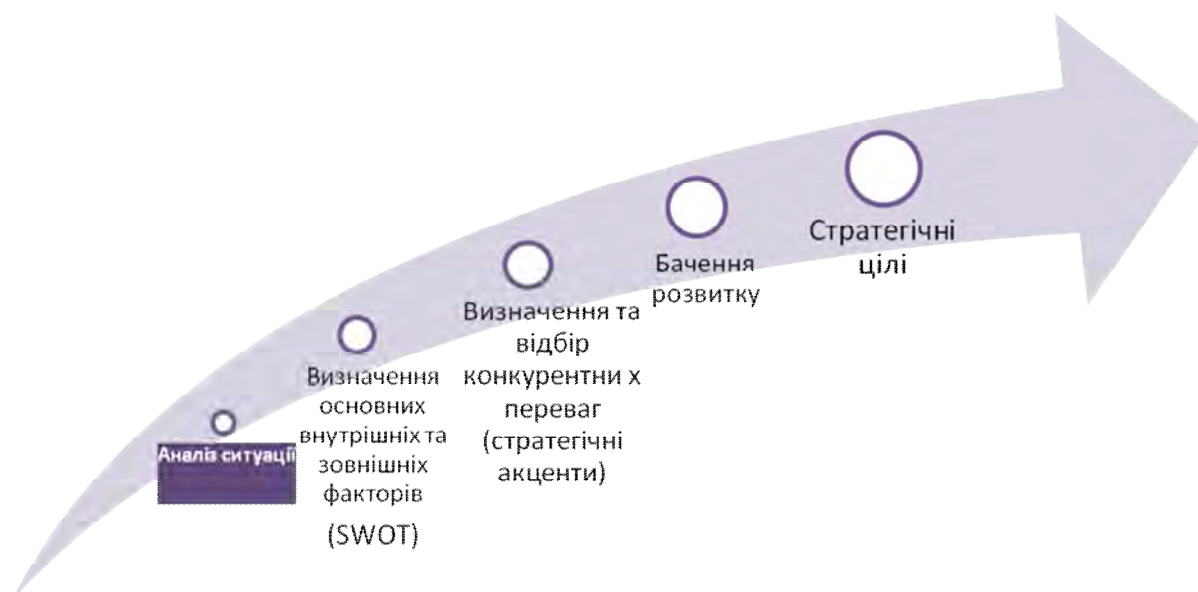 Аналіз ситуації
Визначення
основних
внутрішніх та
зовнішніх
факторів
(SWOT)
Визначення та
відбір
конкурентни х
переваг
(стратегічні
акценти)
Бачення
розвитку
Стратегічні
цілі